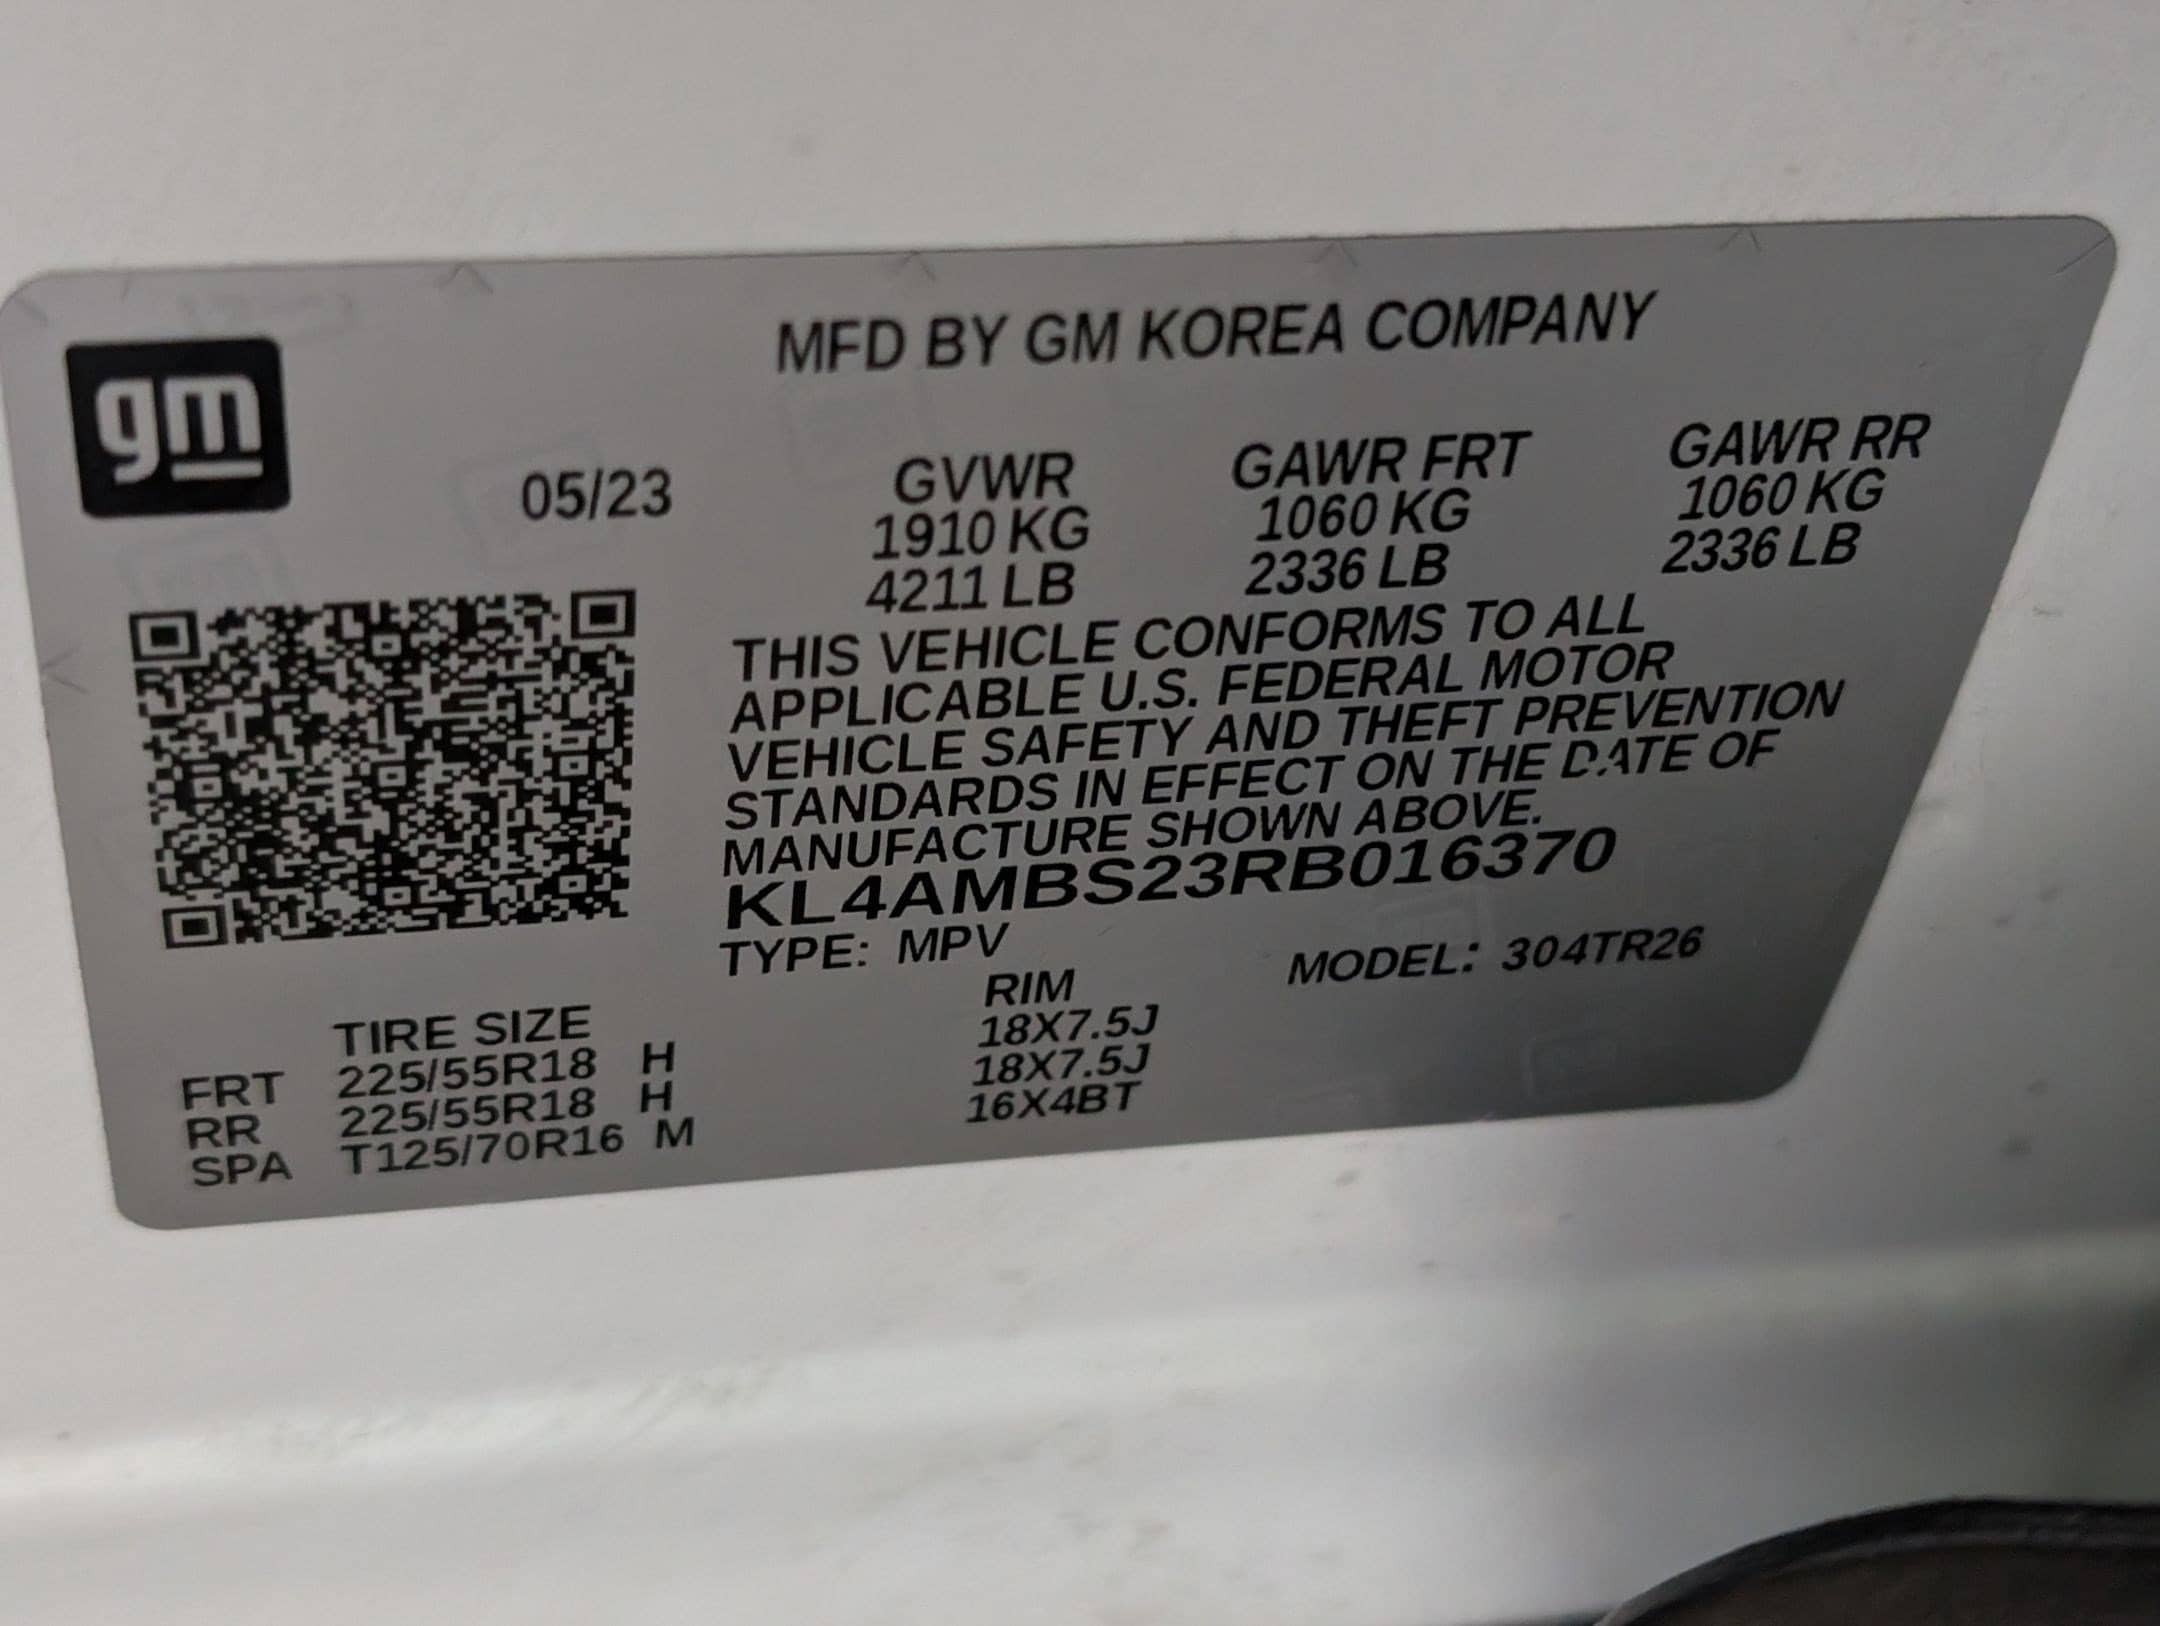 gm
MFD BY GM KOREA COMPANY
05/23
GVWR GAWR FRT GAWR RR
1910 KG 1060 KG 1060 KG
4211 LB 2336 LB 2336 LB
THIS VEHICLE CONFORMS TO ALL
APPLICABLE U.S. FEDERAL MOTOR
VEHICLE SAFETY AND THEFT PREVENTION
STANDARDS IN EFFECT ON THE DATE OF
MANUFACTURE SHOWN ABOVE.
KL4AMBS23RB016370
TYPE: MPV MODEL: 304TR26
TIRE SIZE RIM
FRT 225/55R18 H 18X7.5J
RR 225/55R18 H 18X7.5J
SPA T125/70R16 M 16X4BT